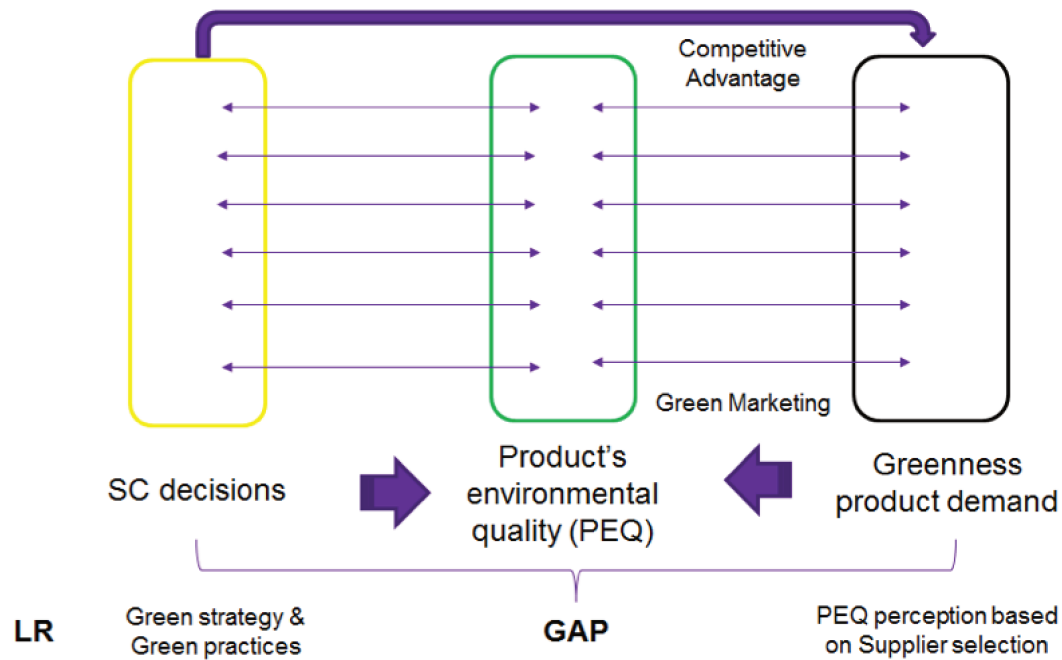 Competitive
Advantage
Green Marketing
SC decisions
Product's
environmental
quality (PEQ)
Greenness
product demand
LR
Green strategy &
Green practices
GAP
PEQ perception based
on Supplier selection